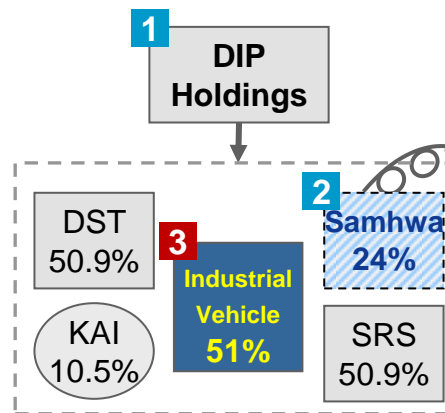 1
DIP
Holdings
2
DST
50.9%
3
Samhwa
24%
Industrial
Vehicle
51%
KAI
10.5%
SRS
50.9%